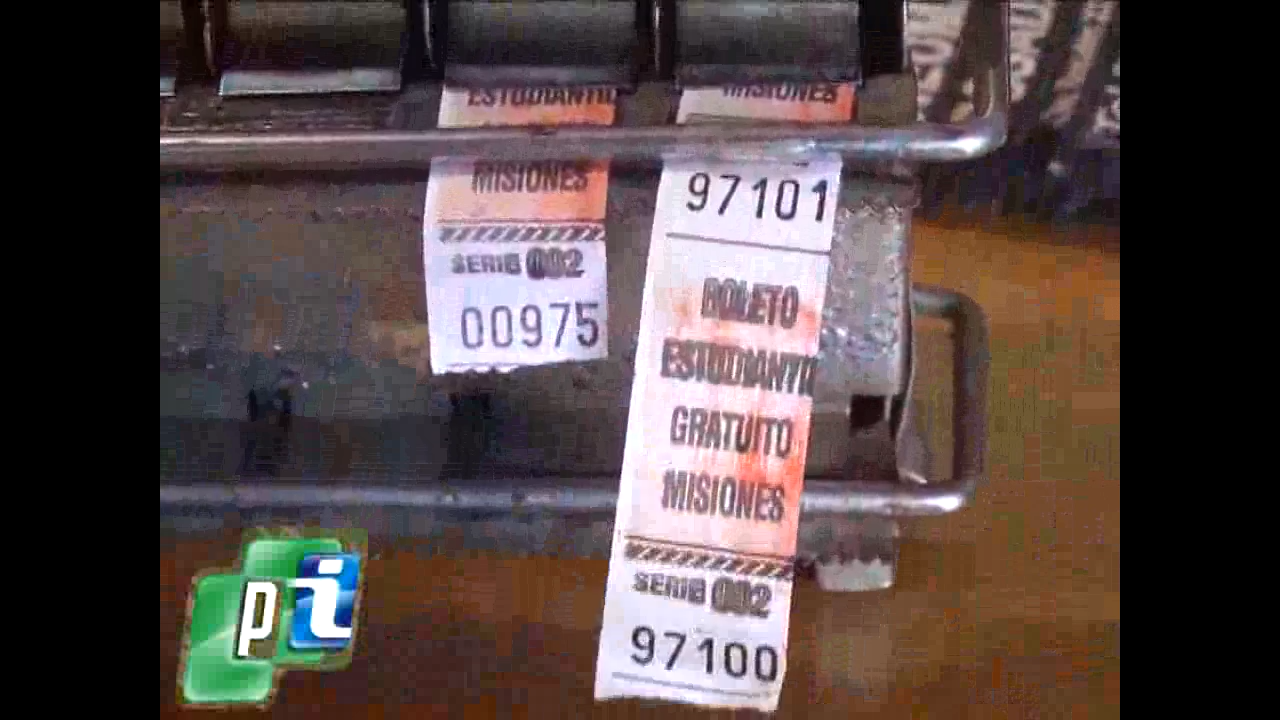 ESTUDIANTIL
MISIONES
SERIE 002
00975
MISIONES
97101
BOLETO
ESTUDIANTIL
GRATUITO
MISIONES
SERIE 002
97100
pi